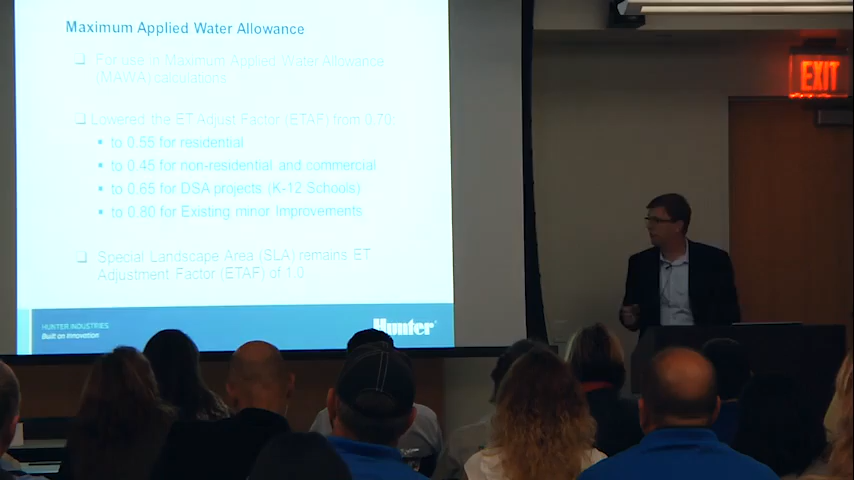 Maximum Applied Water Allowance
For use in Maximum Applied Water Allowance
(MAWA) calculations
Lowered the ET Adjust Factor (ETAF) from 0.70:
to 0.55 for residential
to 0.45 for non-residential and commercial
to 0.65 for DSA projects (K-12 Schools)
to 0.80 for Existing minor Improvements
Special Landscape Area (SLA) remains ET
Adjustment Factor (ETAF) of 1.0
HUNTER INDUSTRIES
Built on Innovation
Hunter
EXIT